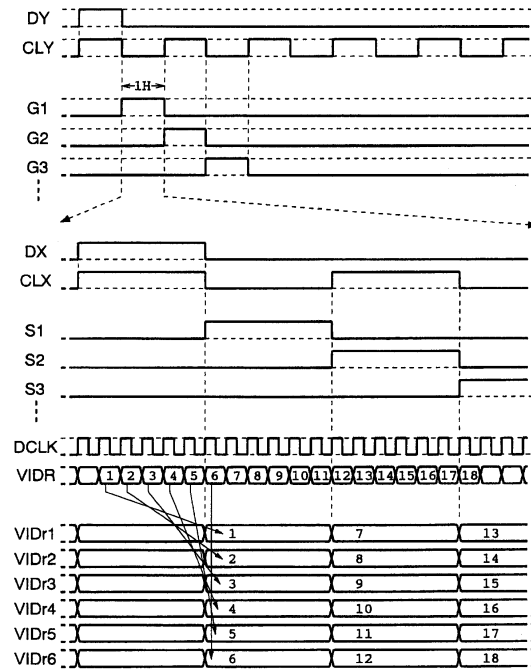 DY
CLY
1H
G1
G2
G3
DX
CLX
S1
S2
S3
DCLK
VIDR 1 2 3 4 5 6 7 8 9 10 11 12 13 14 15 16 17 18
VIDr1 1 7 13
VIDr2 2 8 14
VIDr3 3 9 15
VIDr4 4 10 16
VIDr5 5 11 17
VIDr6 6 12 18